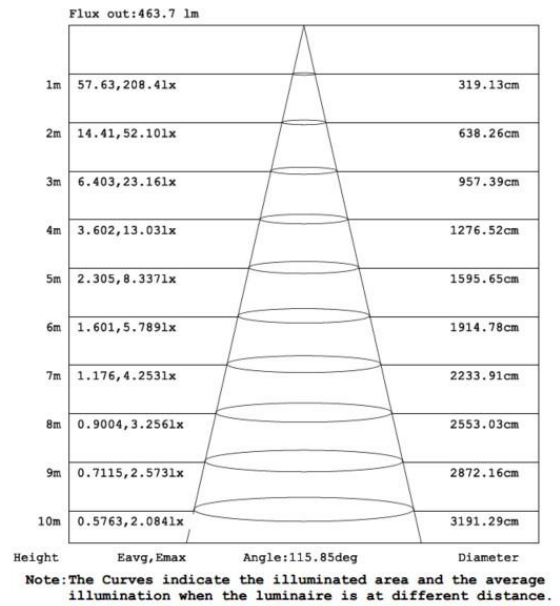 Flux out:463.7 lm
1m 57.63,208.4lx 319.13cm
2m 14.41,52.10lx 638.26cm
3m 6.403,23.16lx 957.39cm
4m 3.602,13.03lx 1276.52cm
5m 2.305,8.337lx 1595.65cm
6m 1.601,5.789lx 1914.78cm
7m 1.176,4.253lx 2233.91cm
8m 0.9004,3.256lx 2553.03cm
9m 0.7115,2.573lx 2872.16cm
10m 0.5763,2.084lx 3191.29cm
Height Eavg,Emax Angle:115.85deg Diameter
Note:The Curves indicate the illuminated area and the average
illumination when the luminaire is at different distance.